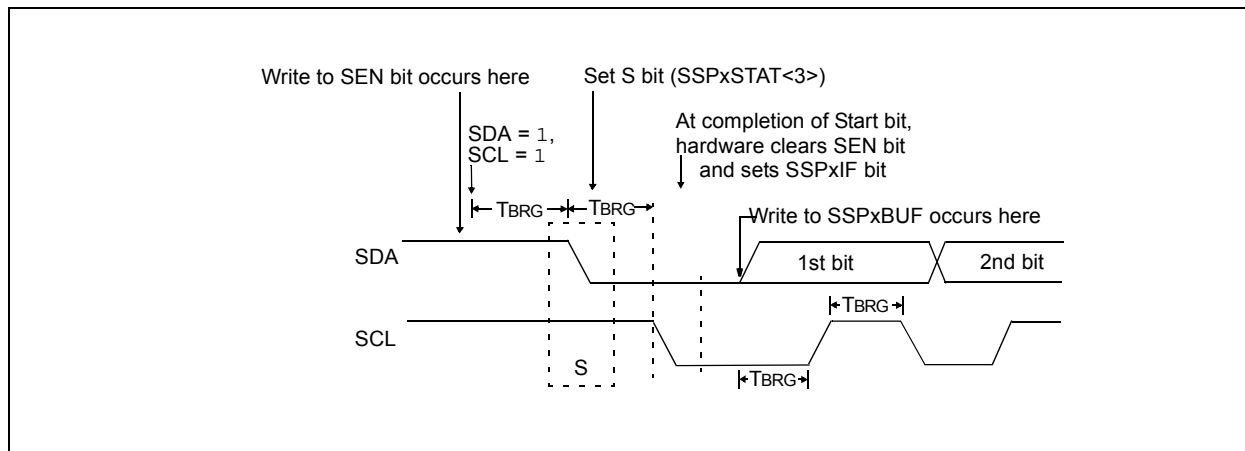 Write to SEN bit occurs here
Set S bit (SSPxSTAT<3>)
SDA = 1,
SCL = 1
At completion of Start bit,
hardware clears SEN bit
and sets SSPxIF bit
TBRG
TBRG
Write to SSPxBUF occurs here
SDA
1st bit
2nd bit
TBRG
SCL
S
TBRG